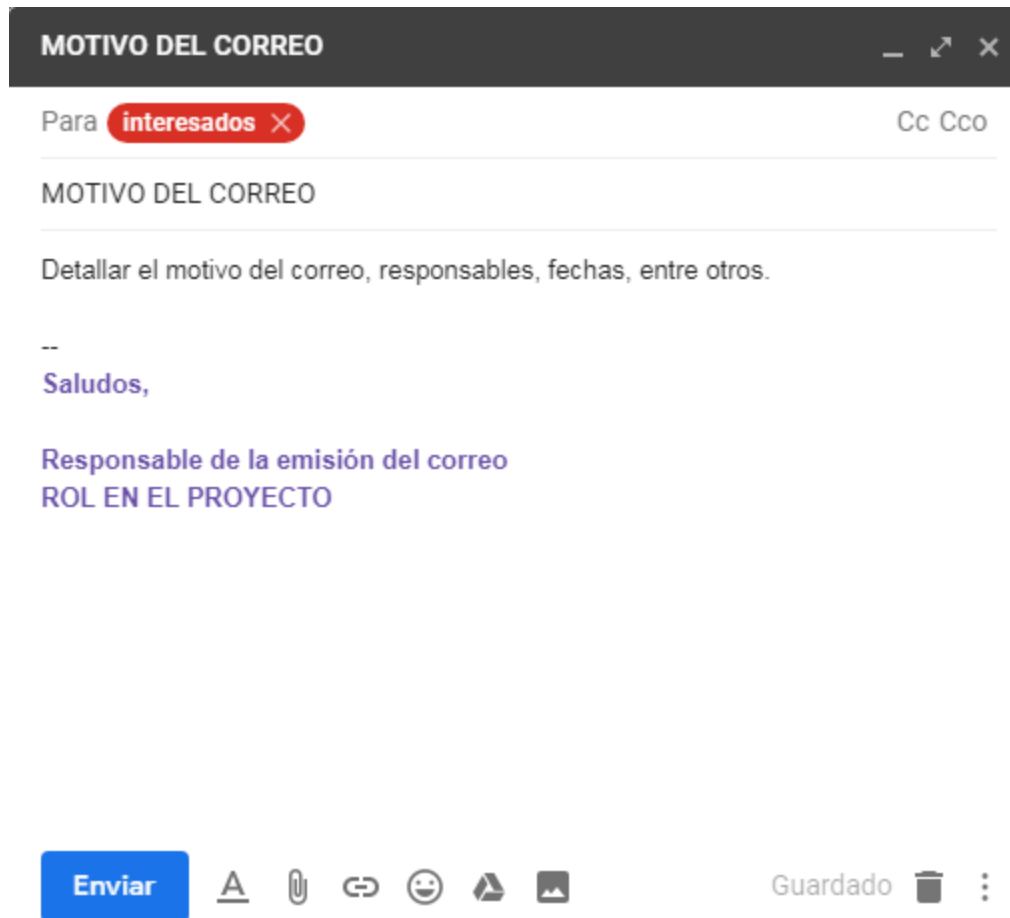 MOTIVO DEL CORREO
Para interesados Cc Cco
MOTIVO DEL CORREO
Detallar el motivo del correo, responsables, fechas, entre otros.
--
Saludos,
Responsable de la emisión del correo
ROL EN EL PROYECTO
Enviar Guardado